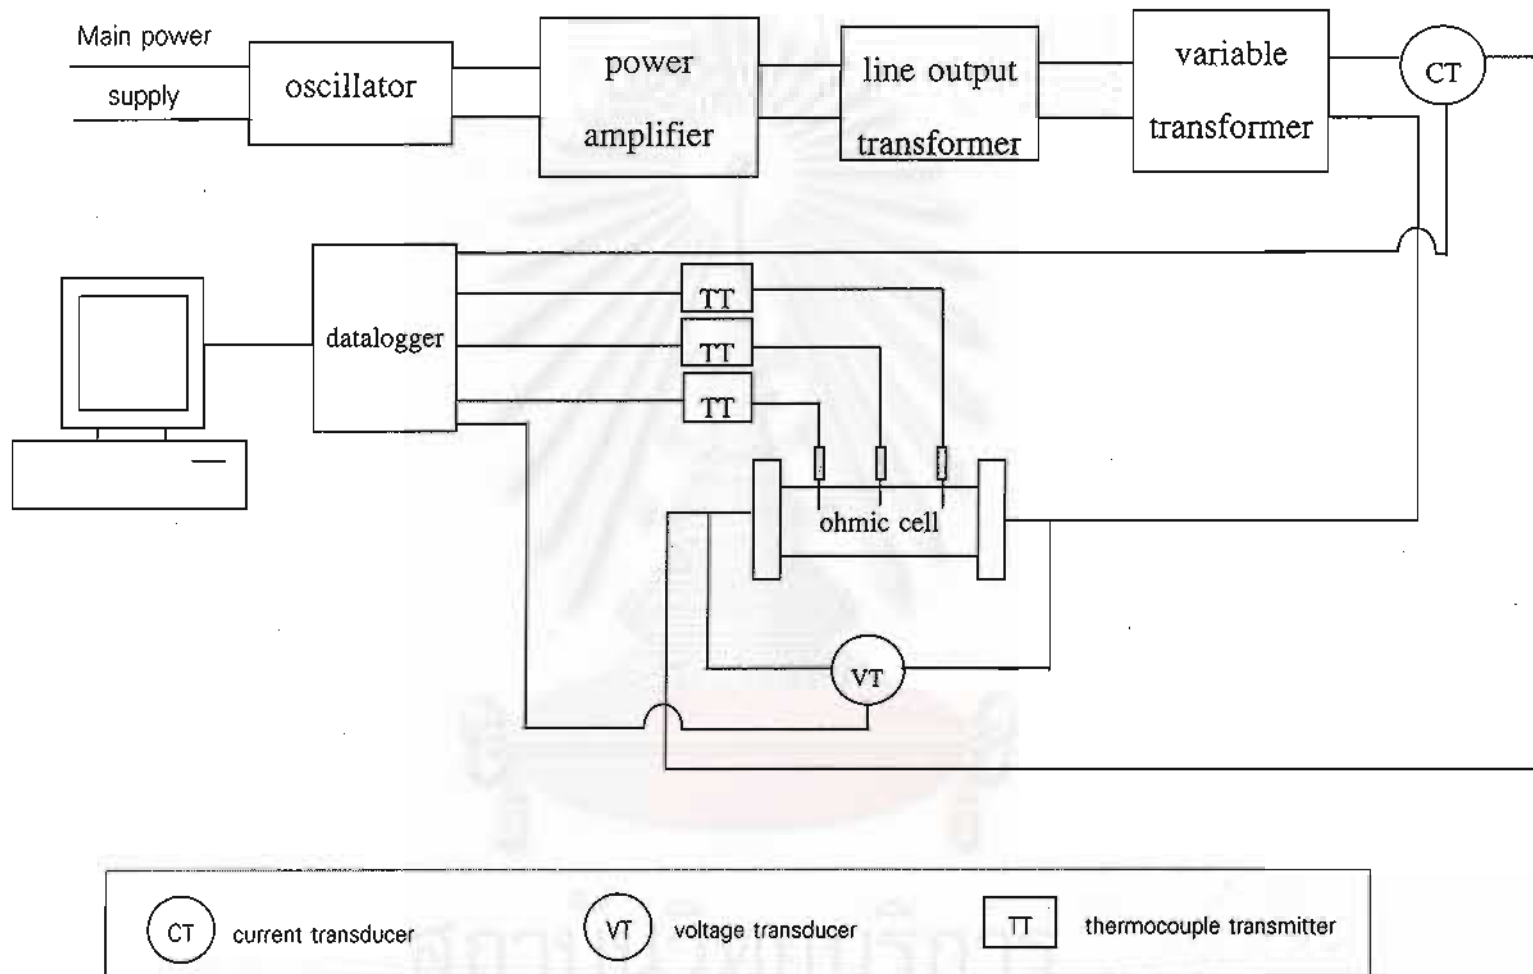 Main power
supply
oscillator
power
amplifier
line output
transformer
variable
transformer
CT
datalogger
TT
TT
TT
ohmic cell
VT
CT current transducer
VT voltage transducer
TT thermocouple transmitter